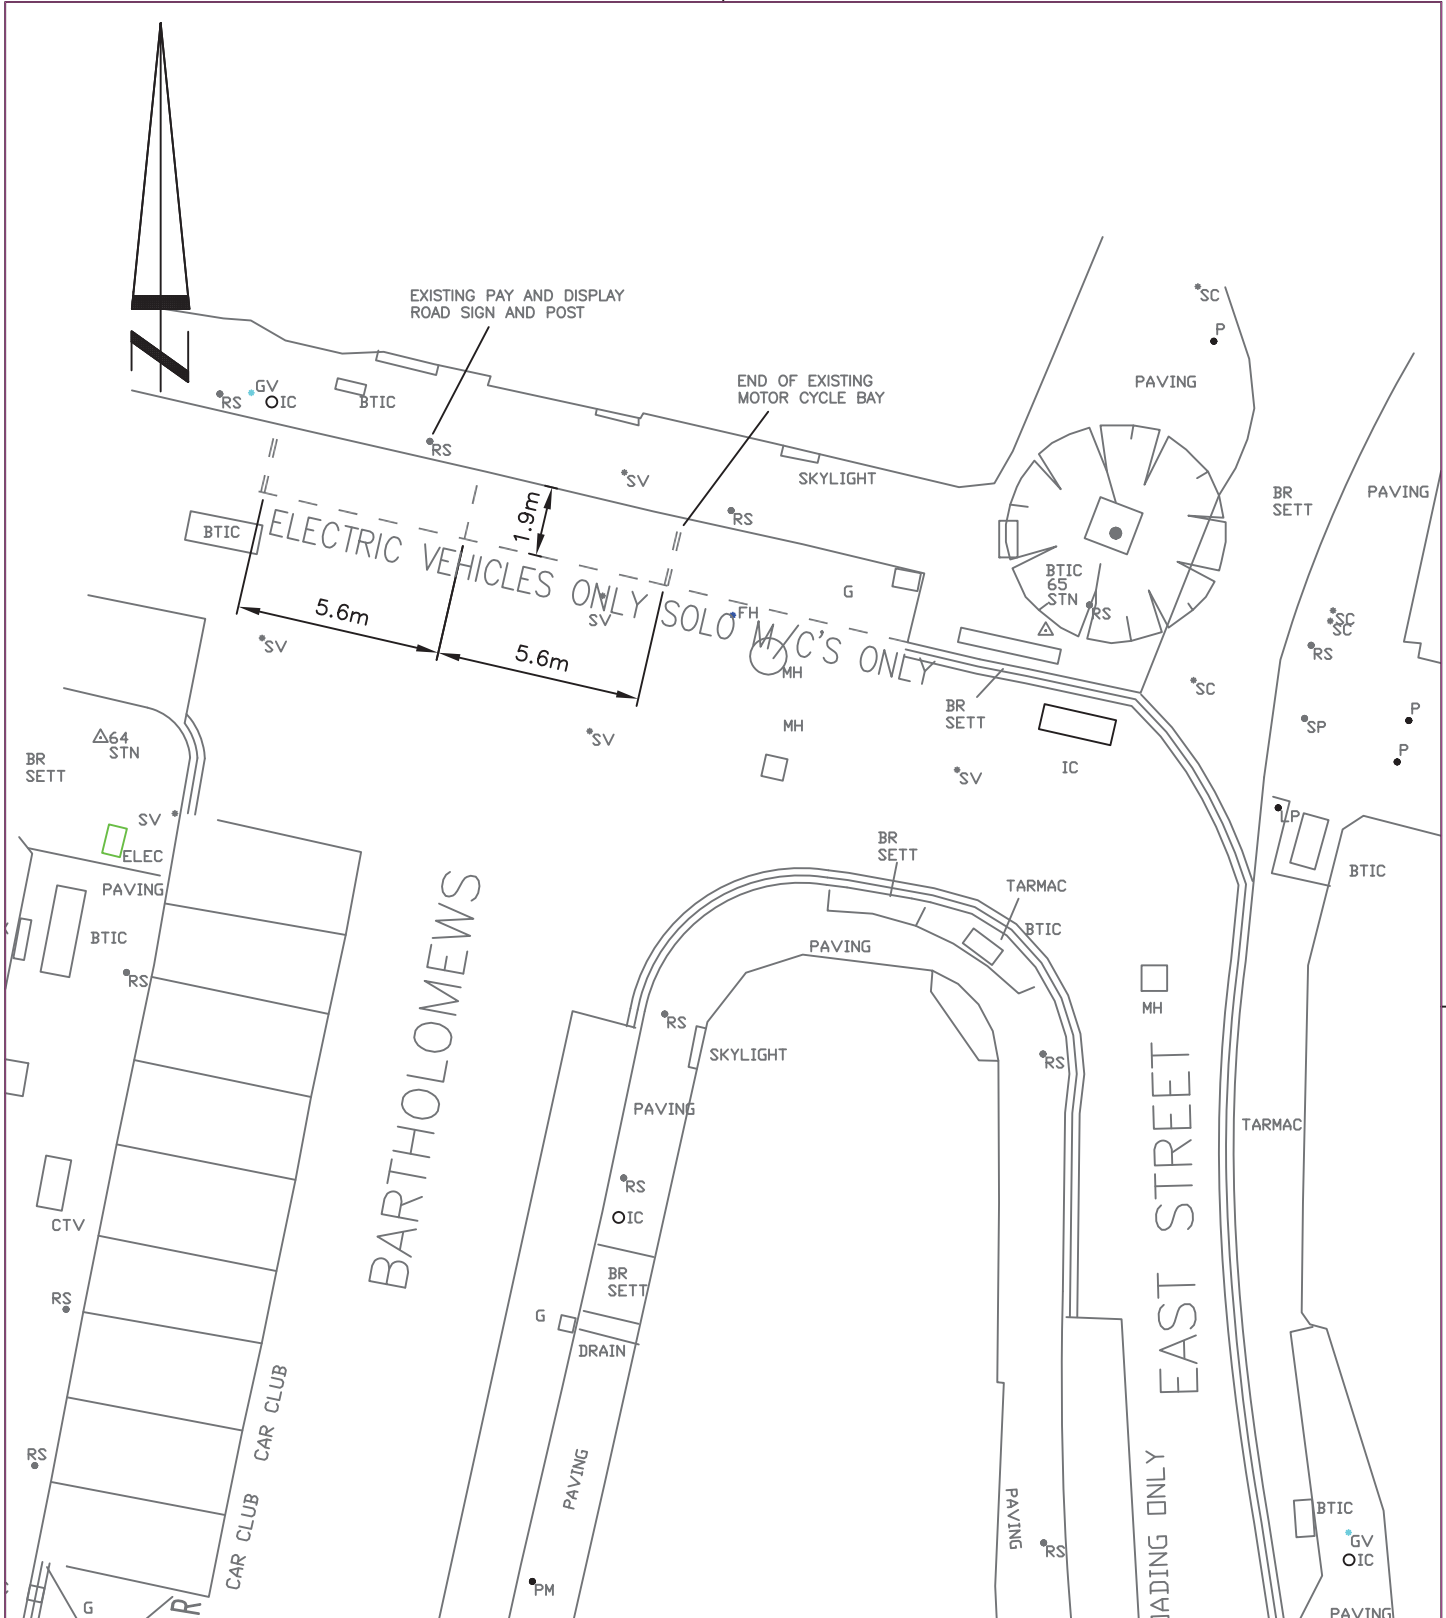 N
EXISTING PAY AND DISPLAY
ROAD SIGN AND POST
END OF EXISTING
MOTOR CYCLE BAY
SC
P
PAVING
GV
RS
IC
BTIC
RS
SV
SKYLIGHT
RS
BR
SETT
PAVING
BTIC
ELECTRIC VEHICLES ONLY
SOLO M/C'S ONLY
1.9m
5.6m
5.6m
G
BTIC
65
STN
RS
FH
SV
SV
MH
SC
SC
RS
SC
BR
SETT
MH
SV
SV
IC
SP
P
P
64
STN
BR
SETT
SV
ELEC
PAVING
BTIC
RS
LP
BTIC
BR
SETT
TARMAC
BTIC
PAVING
MH
BARTHOLOMEWS
RS
SKYLIGHT
RS
PAVING
TARMAC
EAST STREET
RS
IC
CTV
RS
BR
SETT
G
DRAIN
CAR CLUB
CAR CLUB
RS
PAVING
PAVING
ADING ONLY
RS
BTIC
GV
IC
PM
G
R
PAVING